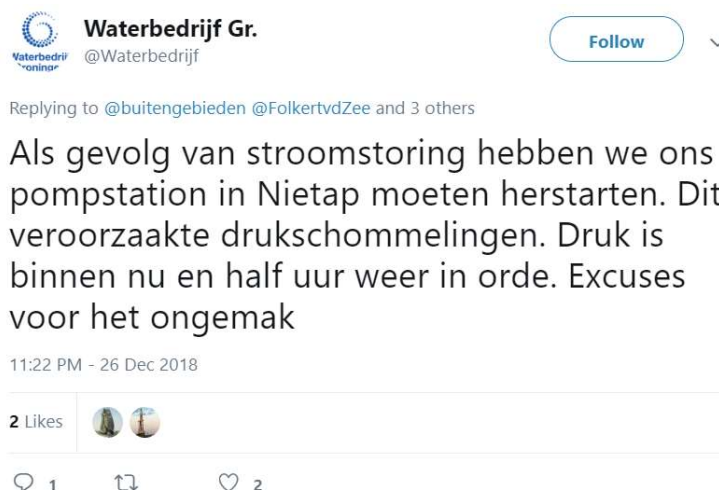 Waterbedrijf Gr.
@Waterbedrijf
Follow
Replying to @buitengebieden @FolkertvdZee and 3 others
Als gevolg van stroomstoring hebben we ons
pompstation in Nietap moeten herstarten. Dit
veroorzaakte drukschommelingen. Druk is
binnen nu en half uur weer in orde. Excuses
voor het ongemak
11:22 PM - 26 Dec 2018
2 Likes
1 2